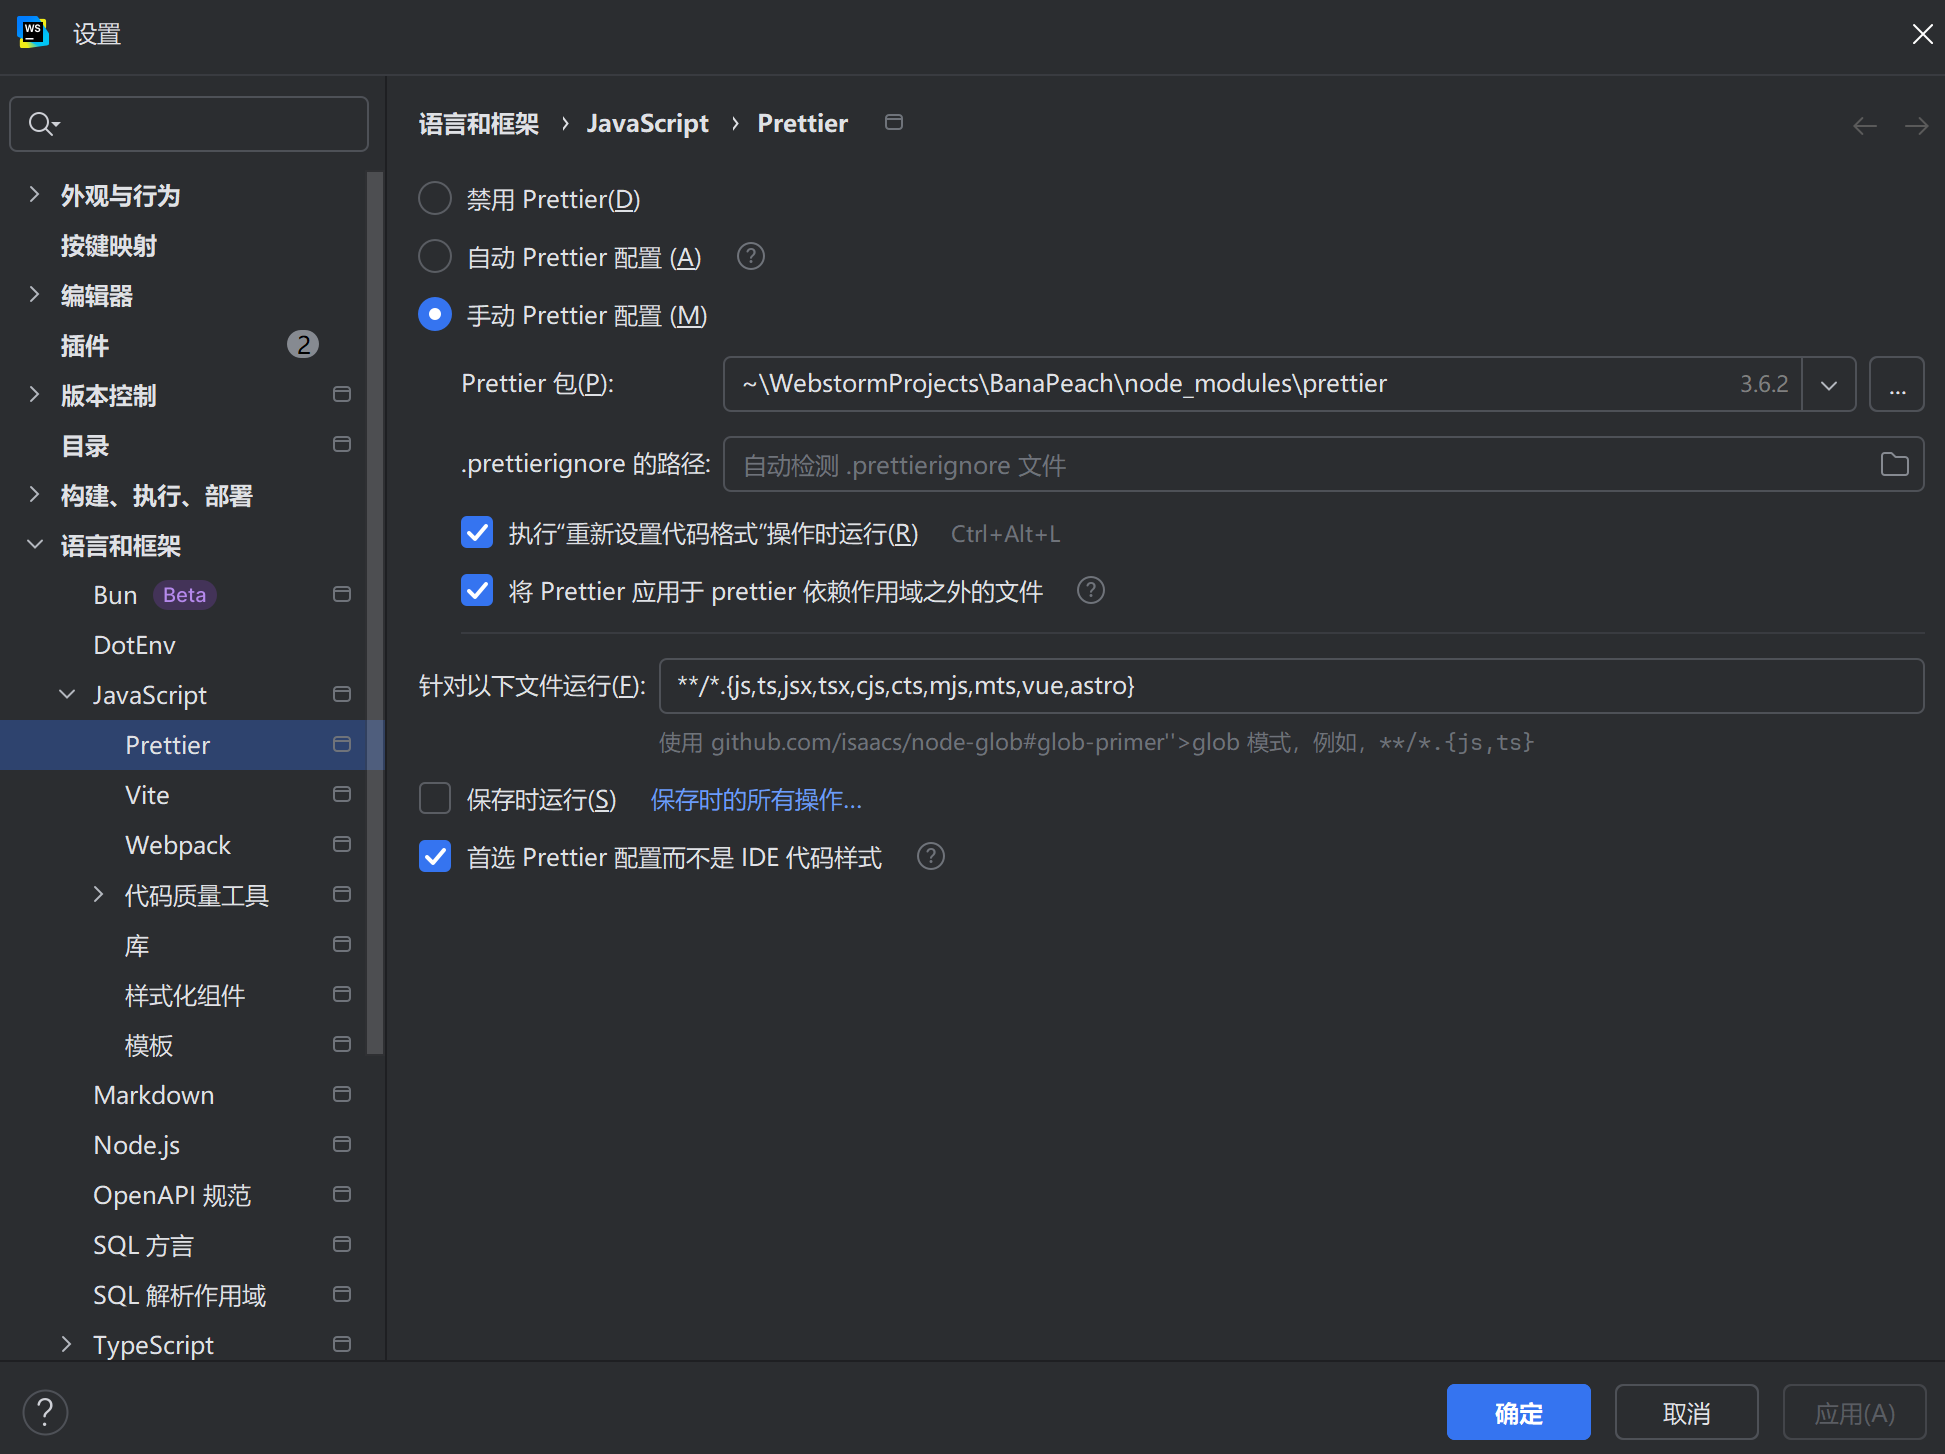 WS
设置
外观与行为
按键映射
编辑器
插件 2
版本控制
目录
构建、执行、部署
语言和框架
Bun Beta
DotEnv
JavaScript
Prettier
Vite
Webpack
代码质量工具
库
样式化组件
模板
Markdown
Node.js
OpenAPI 规范
SQL 方言
SQL 解析作用域
TypeScript
语言和框架 › JavaScript › Prettier
禁用 Prettier(D)
自动 Prettier 配置 (A) ?
手动 Prettier 配置 (M)
Prettier 包(P): ~\WebstormProjects\BanaPeach\node_modules\prettier 3.6.2 ...
.prettierignore 的路径: 自动检测 .prettierignore 文件
执行“重新设置代码格式”操作时运行(R) Ctrl+Alt+L
将 Prettier 应用于 prettier 依赖作用域之外的文件 ?
针对以下文件运行(F): **/*.{js,ts,jsx,tsx,cjs,cts,mjs,mts,vue,astro}
使用 github.com/isaacs/node-glob#glob-primer''>glob 模式，例如，**/*.{js,ts}
保存时运行(S) 保存时的所有操作...
首选 Prettier 配置而不是 IDE 代码样式 ?
? 确定 取消 应用(A)